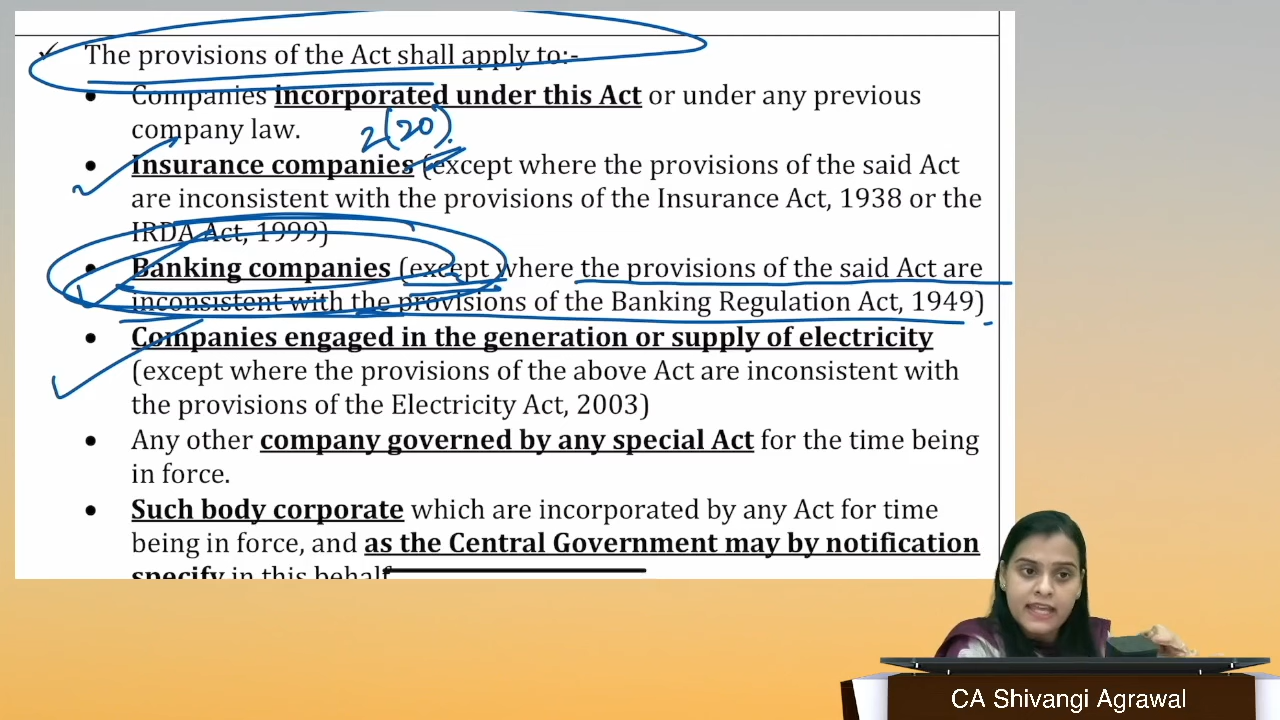 The provisions of the Act shall apply to:-
Companies incorporated under this Act or under any previous
company law.
2(20).
Insurance companies (except where the provisions of the said Act
are inconsistent with the provisions of the Insurance Act, 1938 or the
IRDA Act, 1999)
Banking companies (except where the provisions of the said Act are
inconsistent with the provisions of the Banking Regulation Act, 1949)
Companies engaged in the generation or supply of electricity
(except where the provisions of the above Act are inconsistent with
the provisions of the Electricity Act, 2003)
Any other company governed by any special Act for the time being
in force.
Such body corporate which are incorporated by any Act for time
being in force, and as the Central Government may by notification
specify in this behalf
CA Shivangi Agrawal